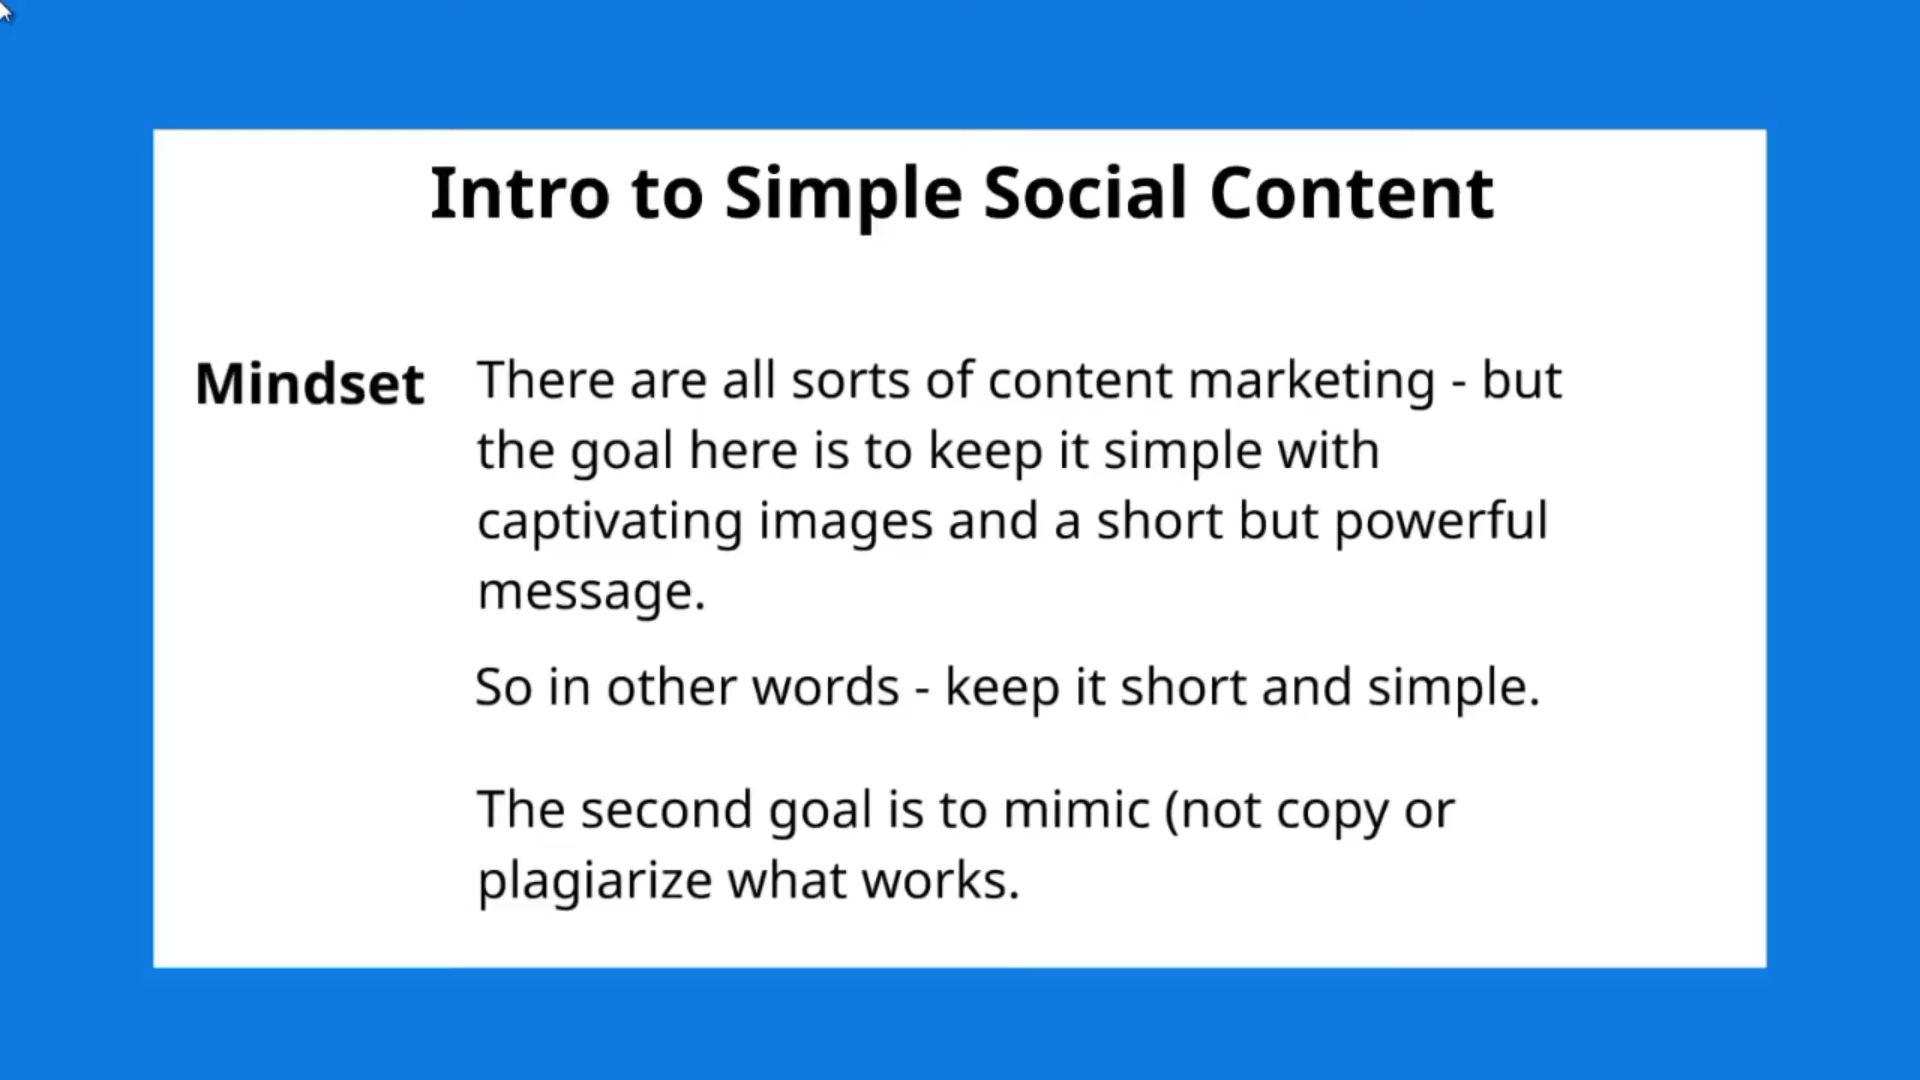 Intro to Simple Social Content
Mindset
There are all sorts of content marketing - but
the goal here is to keep it simple with
captivating images and a short but powerful
message.
So in other words - keep it short and simple.
The second goal is to mimic (not copy or
plagiarize what works.